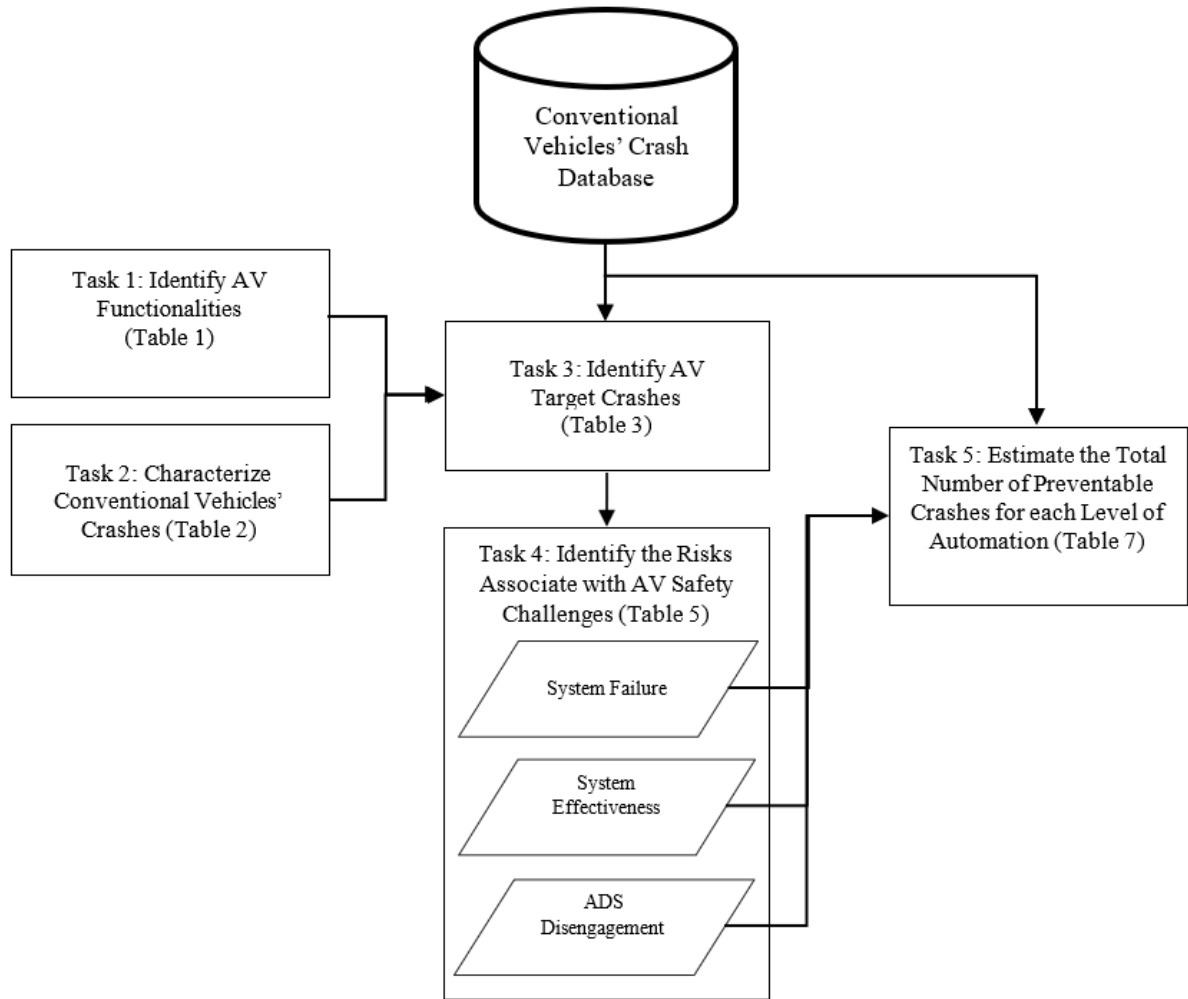 Conventional
Vehicles’ Crash
Database
Task 1: Identify AV
Functionalities
(Table 1)
Task 2: Characterize
Conventional Vehicles’
Crashes (Table 2)
Task 3: Identify AV
Target Crashes
(Table 3)
Task 4: Identify the Risks
Associate with AV Safety
Challenges (Table 5)
System Failure
System
Effectiveness
ADS
Disengagement
Task 5: Estimate the Total
Number of Preventable
Crashes for each Level of
Automation (Table 7)